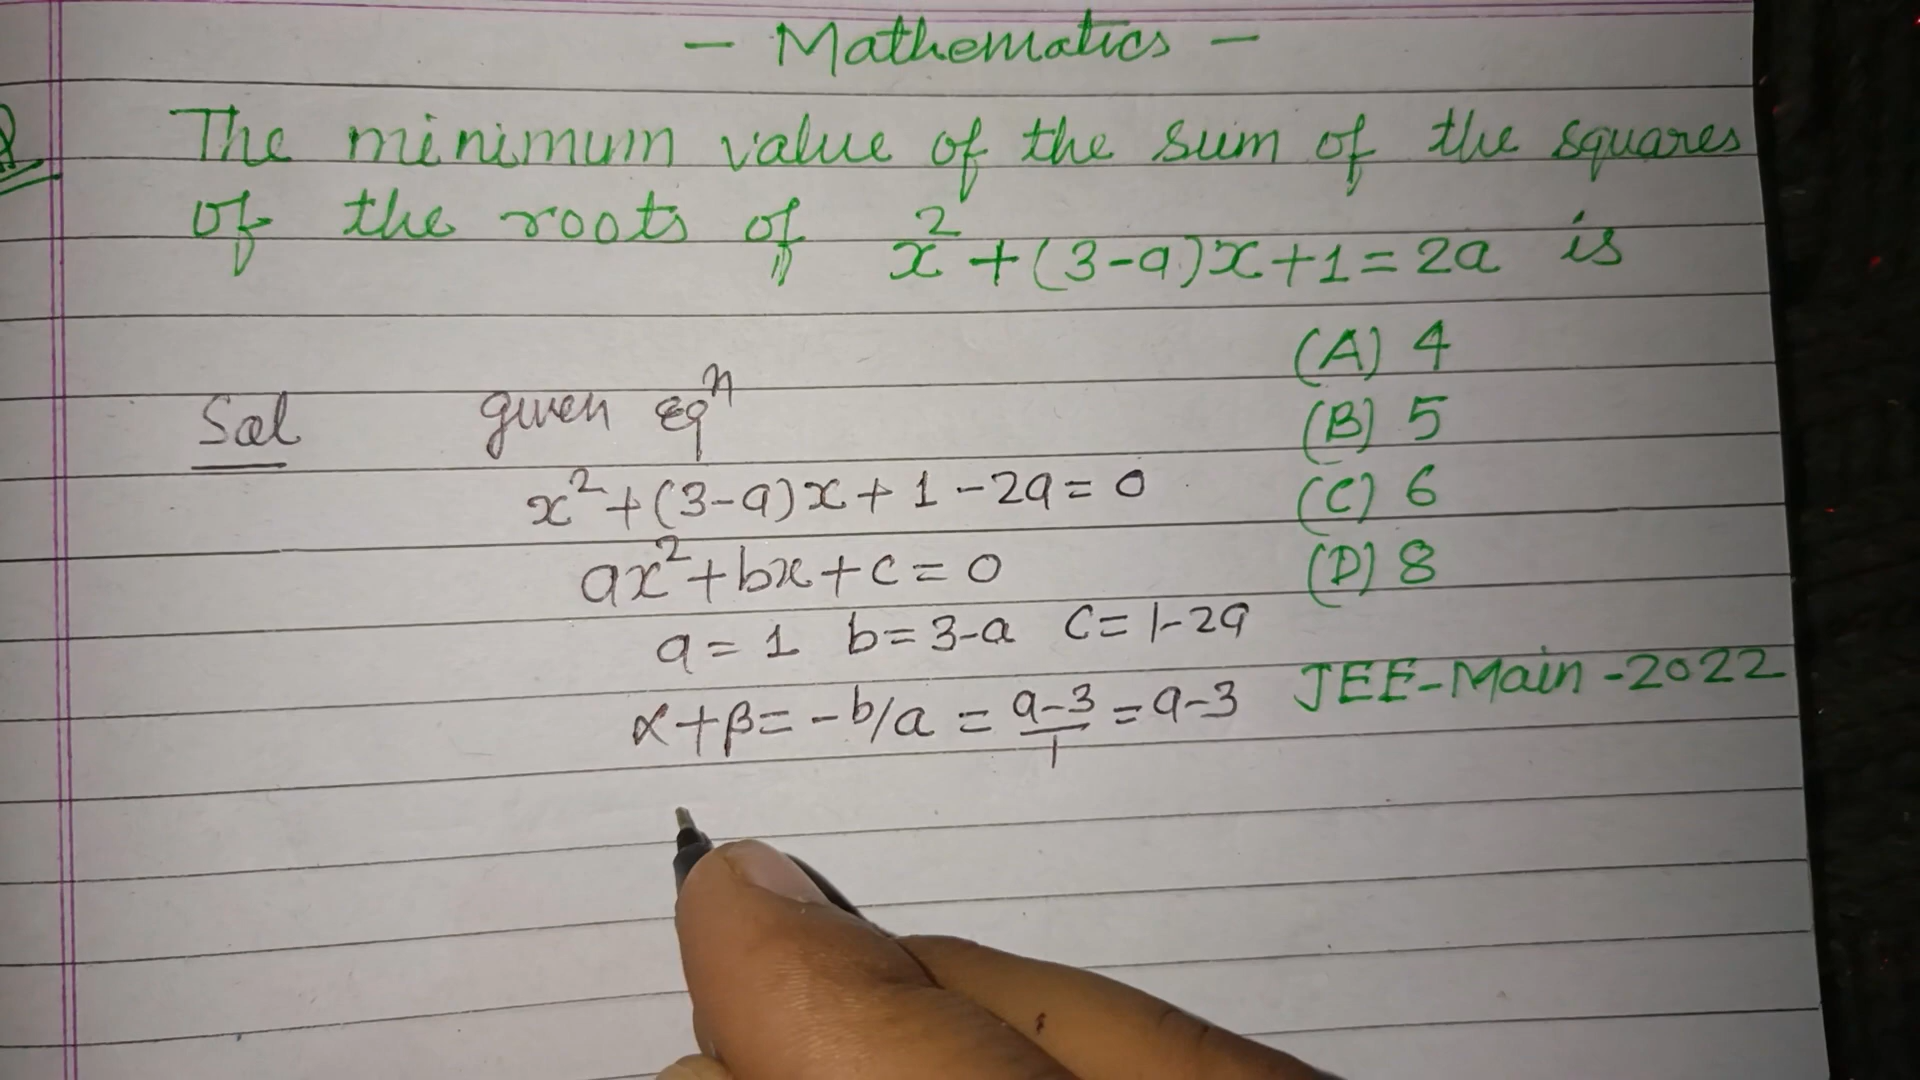 - Mathematics -
The minimum value of the sum of the squares
of the roots of x²+(3-a)x+1=2a is
(A) 4
(B) 5
(C) 6
(D) 8
JEE-Main-2022
Sol given Eqⁿ
x²+(3-a)x+1-2a=0
ax²+bx+c=0
a=1 b=3-a c=1-2a
α+β=-b/a = a-3/1 = a-3